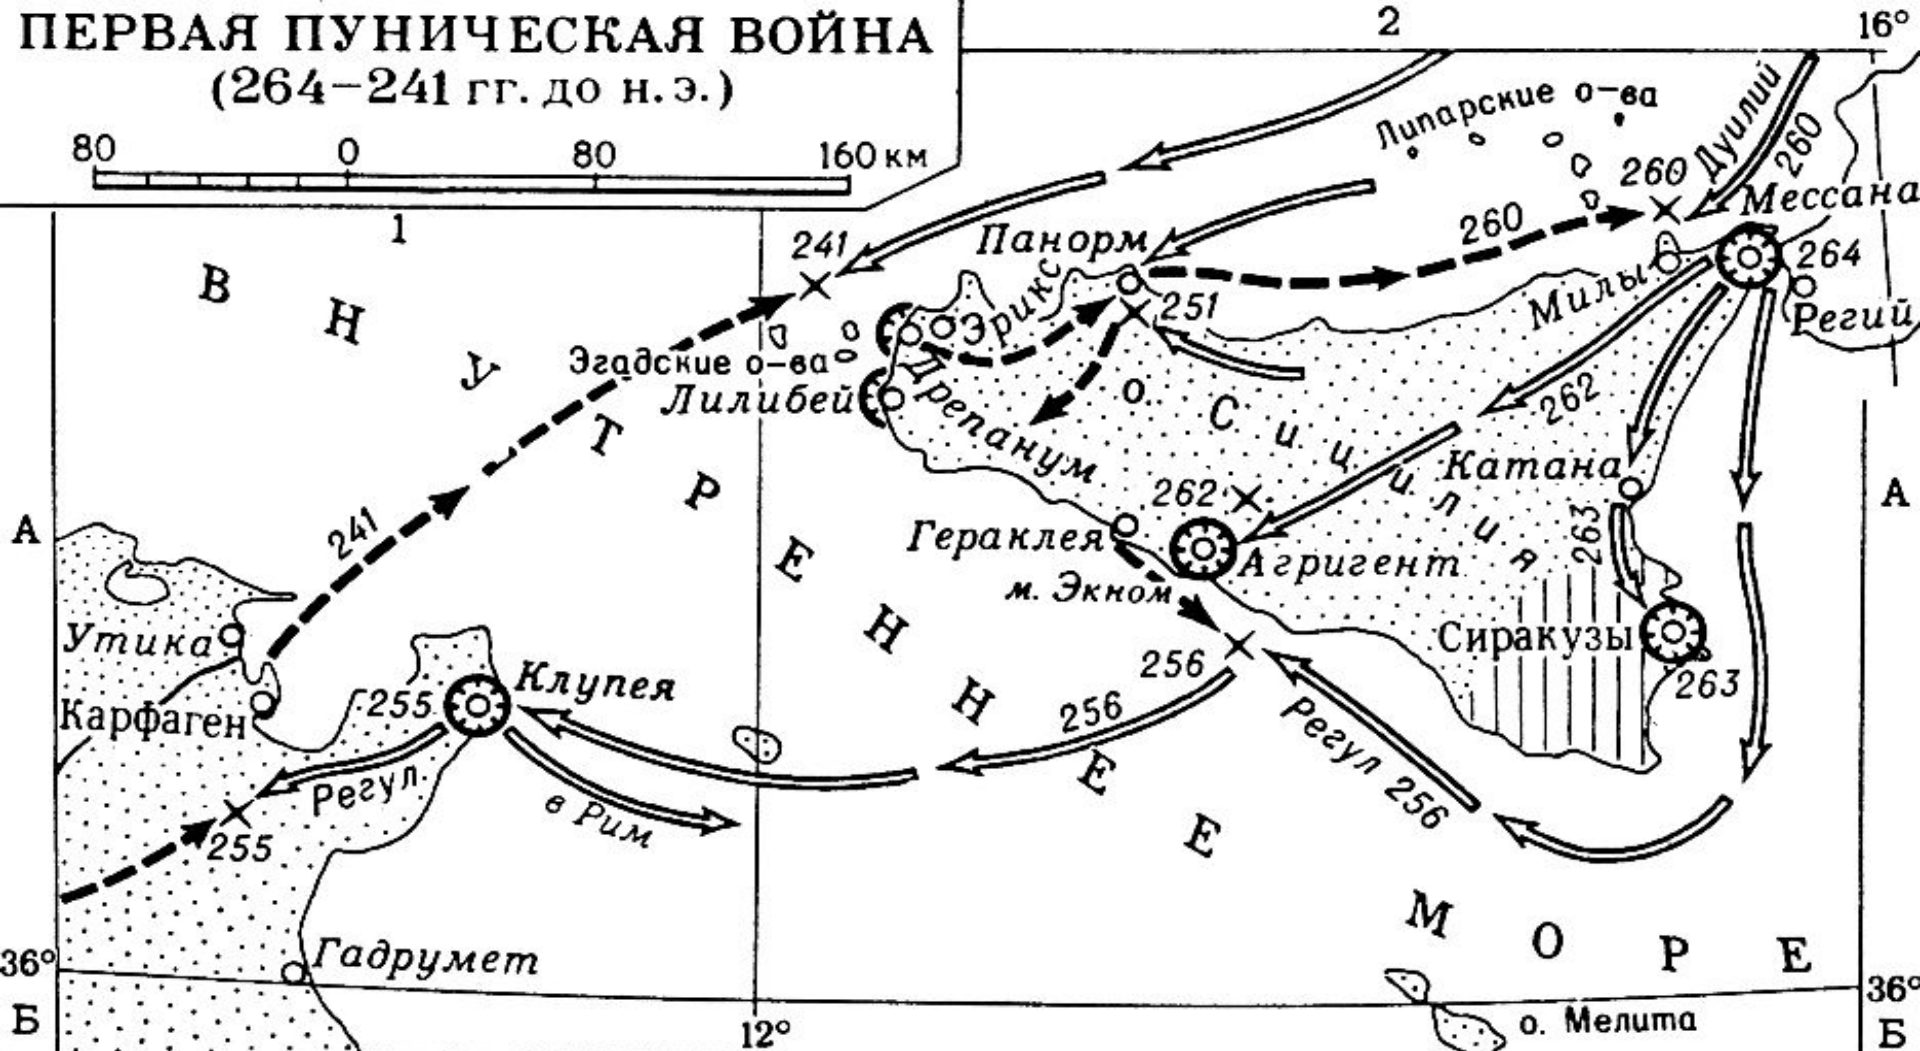 ПЕРВАЯ ПУНИЧЕСКАЯ ВОЙНА
(264–241 гг. до н. э.)
80 0 80 160 км
2
16°
1
Липарские о-ва
Дуилий
260
260
Мессана
264
Регий
Милы
260
Панорм
251
Эрикс
241
Эгадские о-ва
Лилибей
Дрепанум
о. Сицилия
262
Катана
263
262
Агригент
Гераклея
м. Экном
Сиракузы
263
А
А
241
Утика
Карфаген
255
Клупея
256
256
Регул 256
Регул
в Рим
255
Гадрумет
ВНУТРЕННЕЕ МОРЕ
36°
36°
Б
12°
о. Мелита
Б